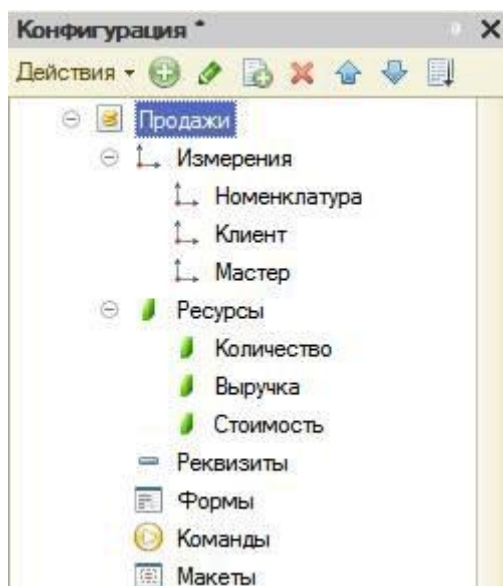 Конфигурация *
Действия
Продажи
Измерения
Номенклатура
Клиент
Мастер
Ресурсы
Количество
Выручка
Стоимость
Реквизиты
Формы
Команды
Макеты